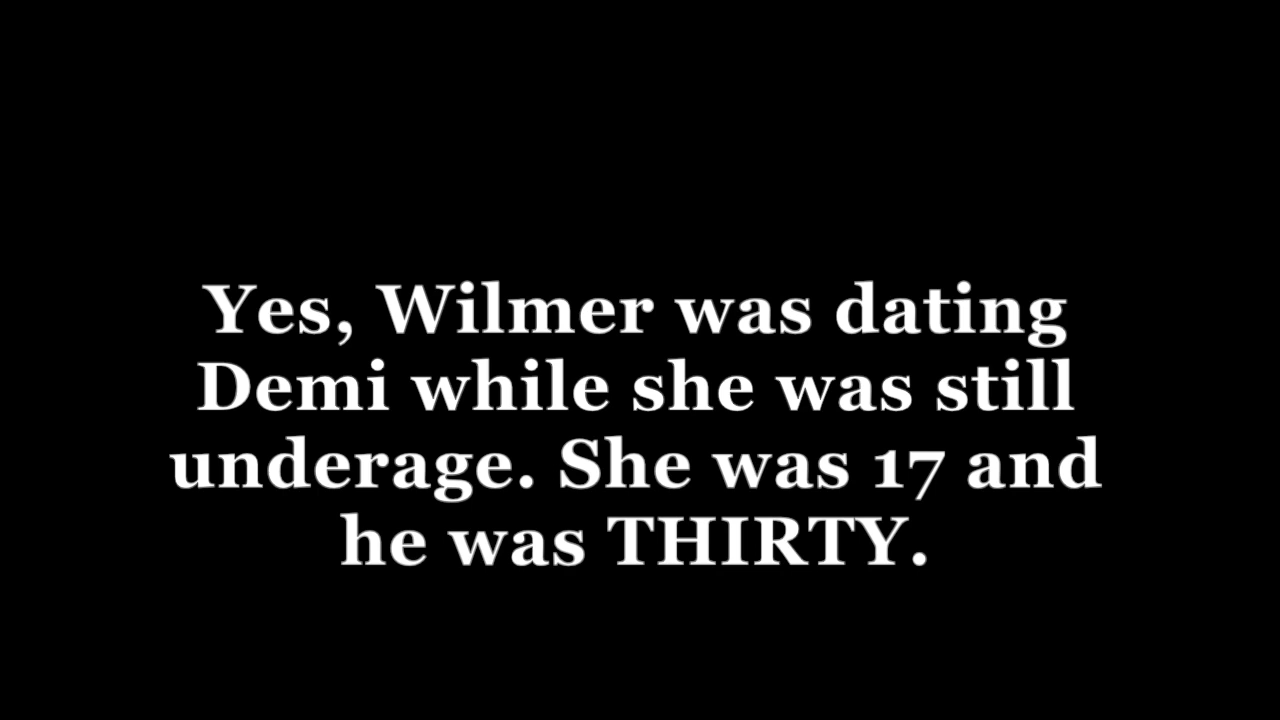 Yes, Wilmer was dating
Demi while she was still
underage. She was 17 and
he was THIRTY.